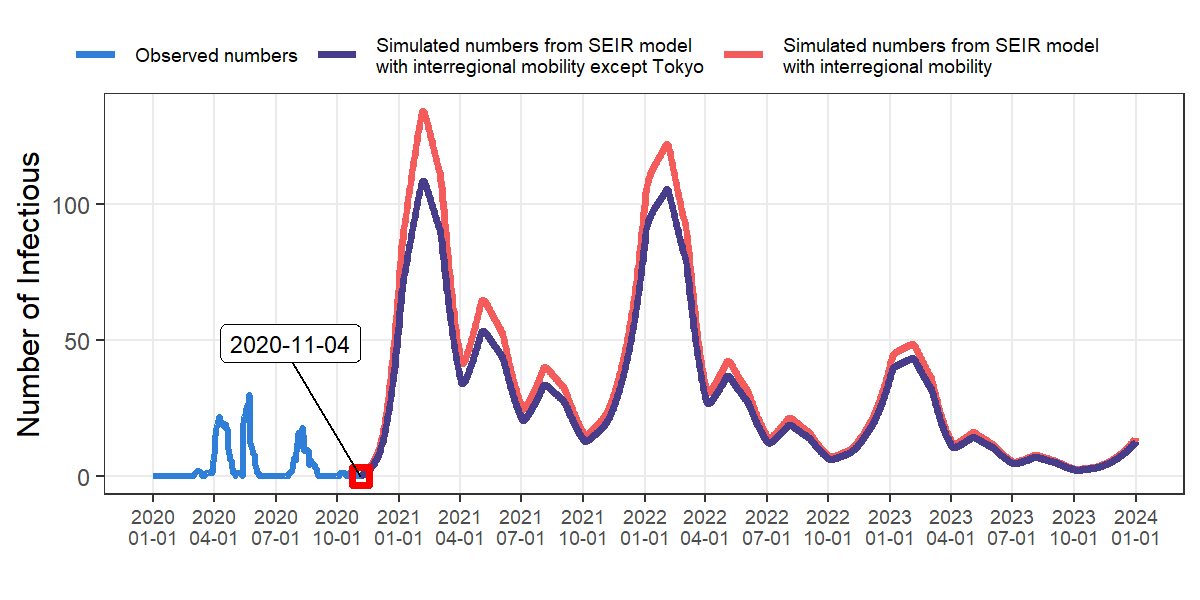 Observed numbers
Simulated numbers from SEIR model
with interregional mobility except Tokyo
Simulated numbers from SEIR model
with interregional mobility
Number of Infectious
100
50
0
2020-11-04
2020 2020 2020 2020 2021 2021 2021 2021 2022 2022 2022 2022 2023 2023 2023 2023 2024
01-01 04-01 07-01 10-01 01-01 04-01 07-01 10-01 01-01 04-01 07-01 10-01 01-01 04-01 07-01 10-01 01-01